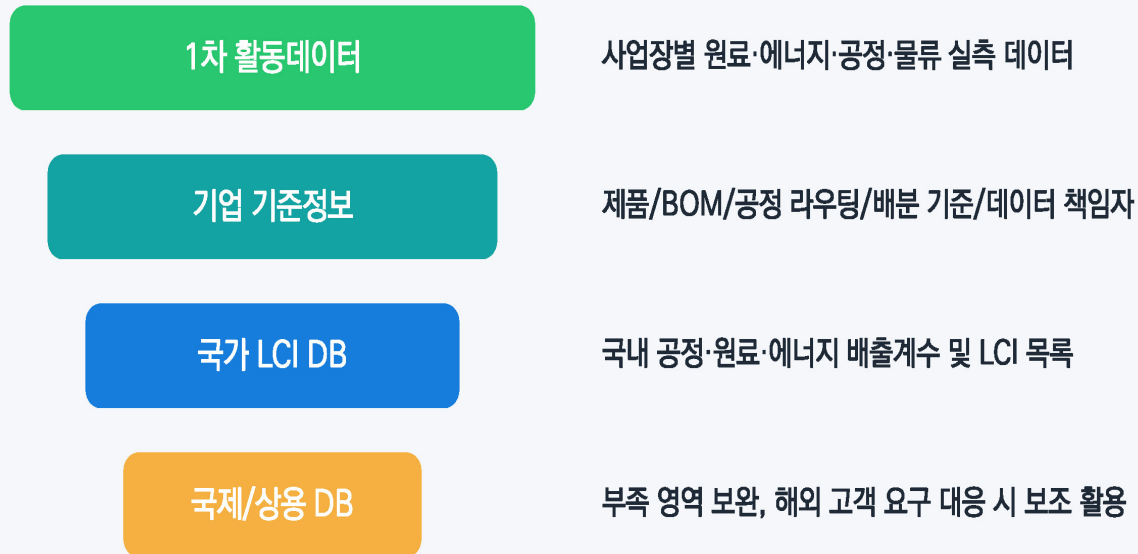 1차 활동데이터
사업장별 원료·에너지·공정·물류 실측 데이터
기업 기준정보
제품/BOM/공정 라우팅/배분 기준/데이터 책임자
국가 LCI DB
국내 공정·원료·에너지 배출계수 및 LCI 목록
국제/상용 DB
부족 영역 보완, 해외 고객 요구 대응 시 보조 활용